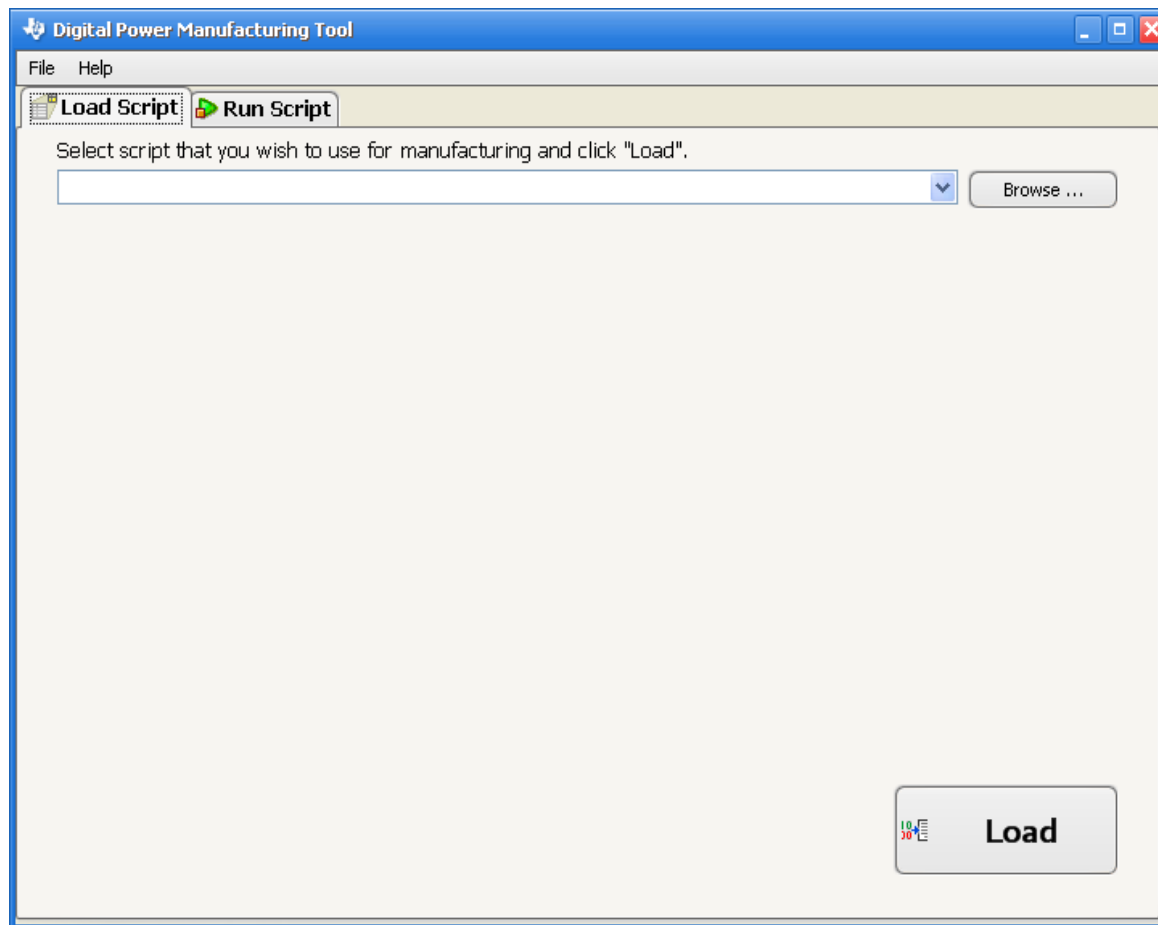 Digital Power Manufacturing Tool
File Help
Load Script Run Script
Select script that you wish to use for manufacturing and click "Load".
Browse ...
Load